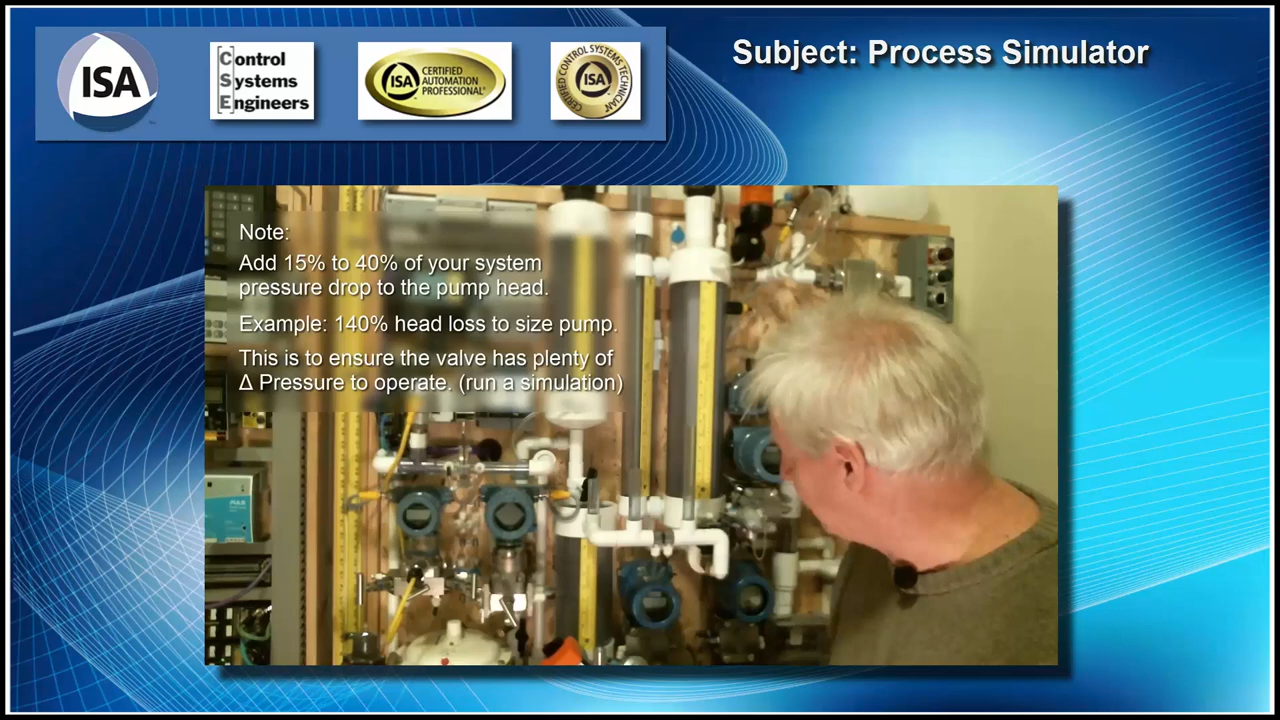 Subject: Process Simulator
ISA
[C]ontrol
Systems
Engineers
ISA
CERTIFIED
AUTOMATION
PROFESSIONAL®
CERTIFIED CONTROL SYSTEMS TECHNICIAN
ISA
Note:
Add 15% to 40% of your system
pressure drop to the pump head.
Example: 140% head loss to size pump.
This is to ensure the valve has plenty of
Δ Pressure to operate. (run a simulation)
PULS